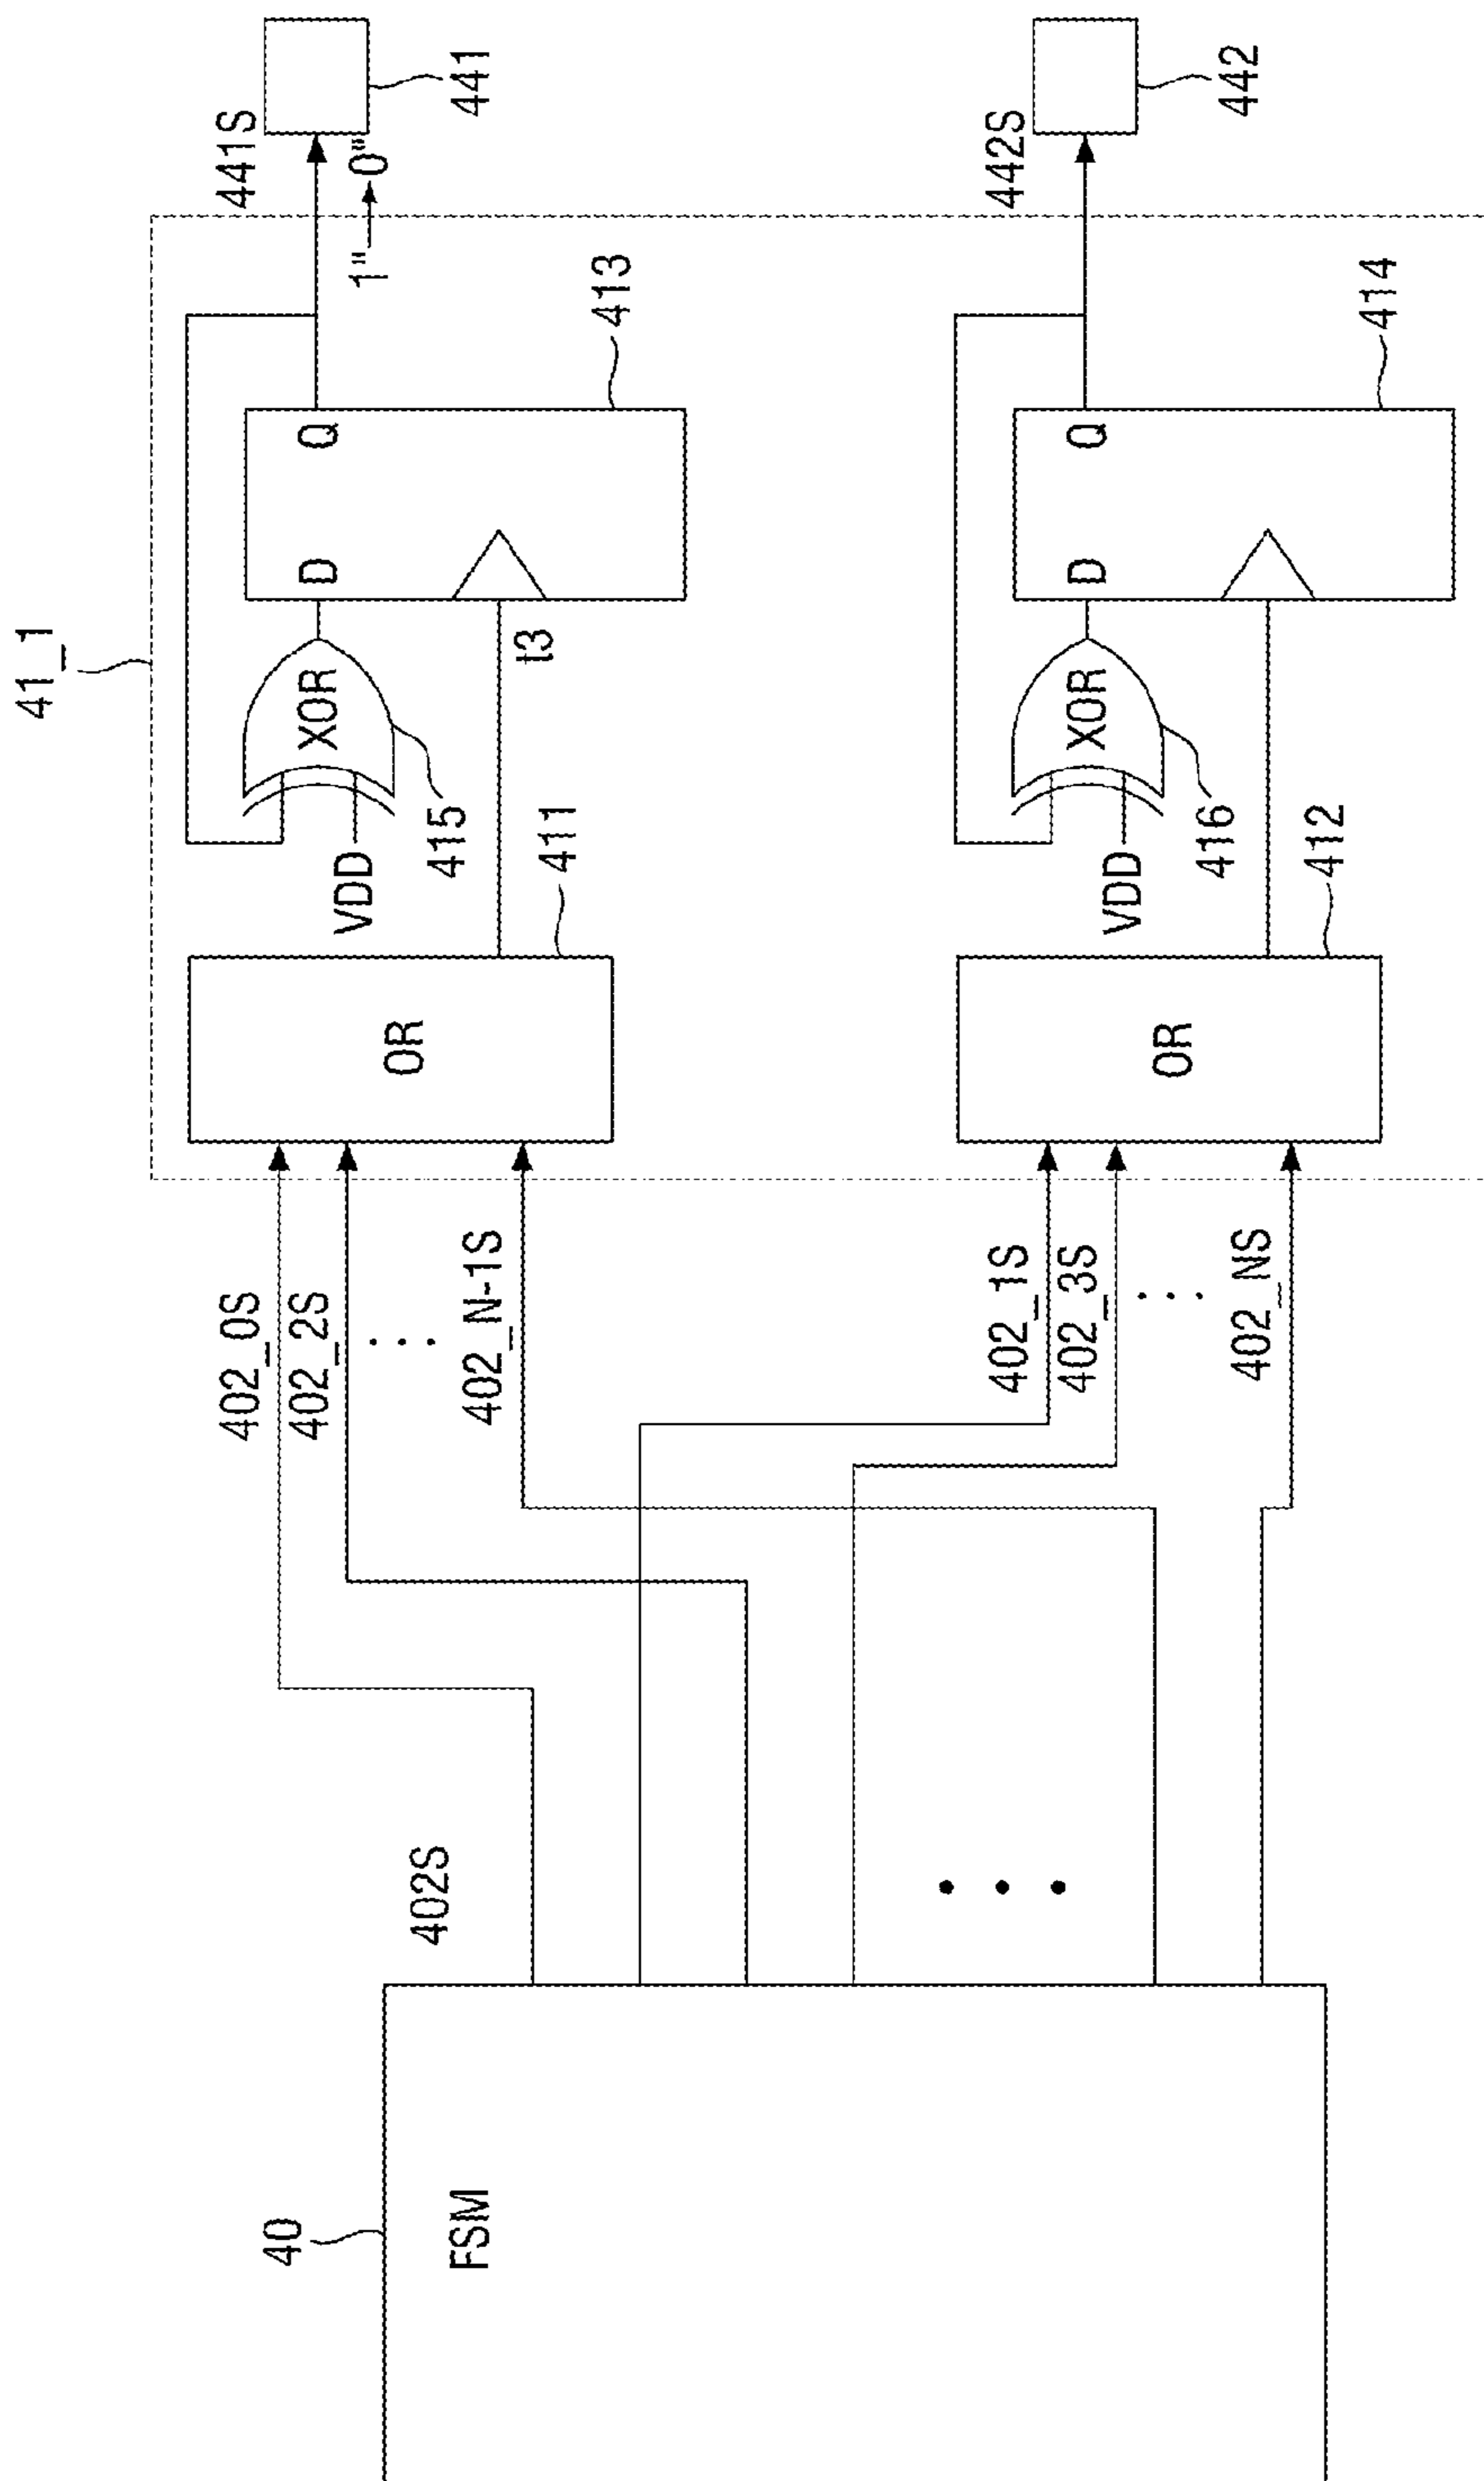 40
FSM
402S
402_0S
402_2S
402_N-1S
402_1S
402_3S
402_NS
41_1
OR
411
VDD
XOR
415
D
Q
t3
413
441S
1"→0"
441
OR
412
VDD
XOR
416
D
Q
414
442S
442